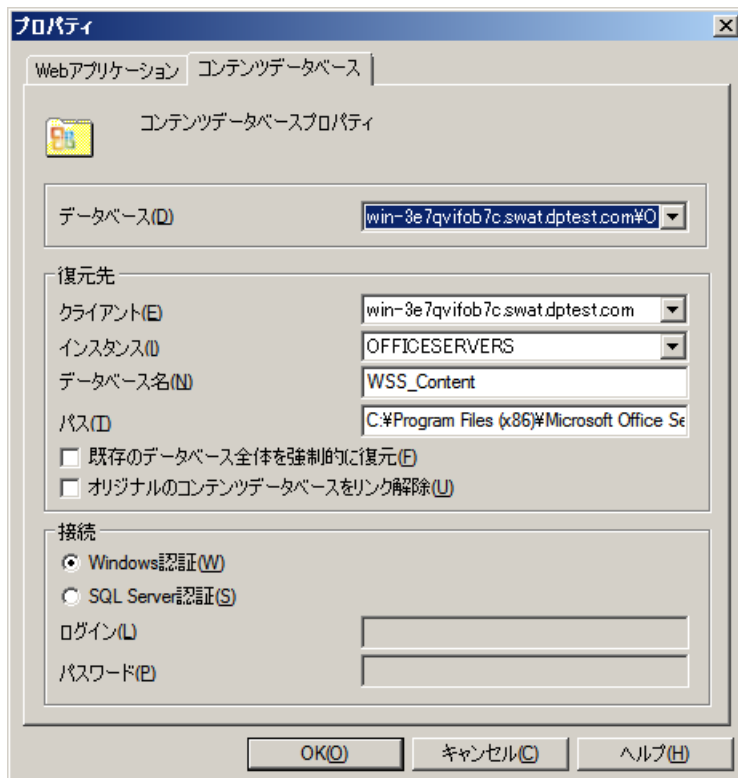 プロパティ
Webアプリケーション
コンテンツデータベース
コンテンツデータベースプロパティ
データベース(D)
win-3e7qvifob7c.swat.dptest.com¥O
復元先
クライアント(E)
win-3e7qvifob7c.swat.dptest.com
インスタンス(I)
OFFICESERVERS
データベース名(N)
WSS_Content
パス(T)
C:¥Program Files (x86)¥Microsoft Office Se
既存のデータベース全体を強制的に復元(F)
オリジナルのコンテンツデータベースをリンク解除(U)
接続
Windows認証(W)
SQL Server認証(S)
ログイン(L)
パスワード(P)
OK(O)
キャンセル(C)
ヘルプ(H)